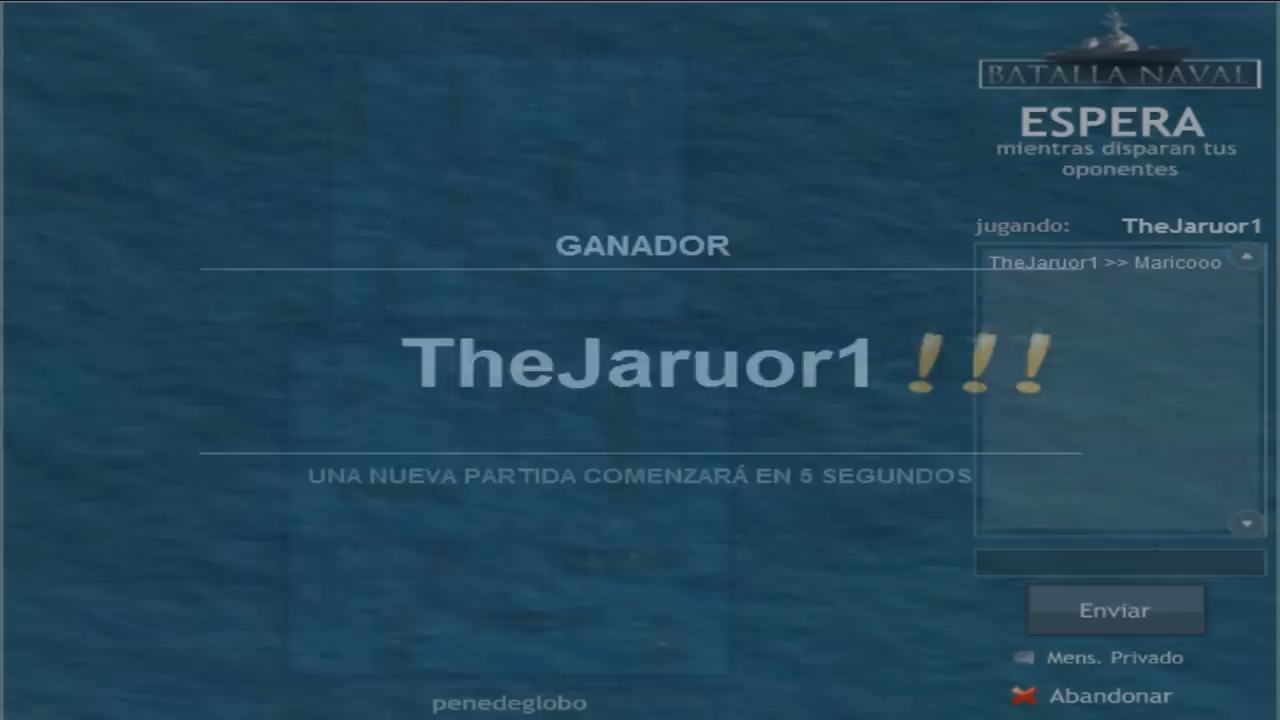 BATALLA NAVAL
ESPERA
mientras disparan tus
oponentes
jugando: TheJaruor1
TheJaruor1 >> Maricooo
GANADOR
TheJaruor1 !!!
UNA NUEVA PARTIDA COMENZARÁ EN 5 SEGUNDOS
Enviar
Mens. Privado
Abandonar
penedeglobo